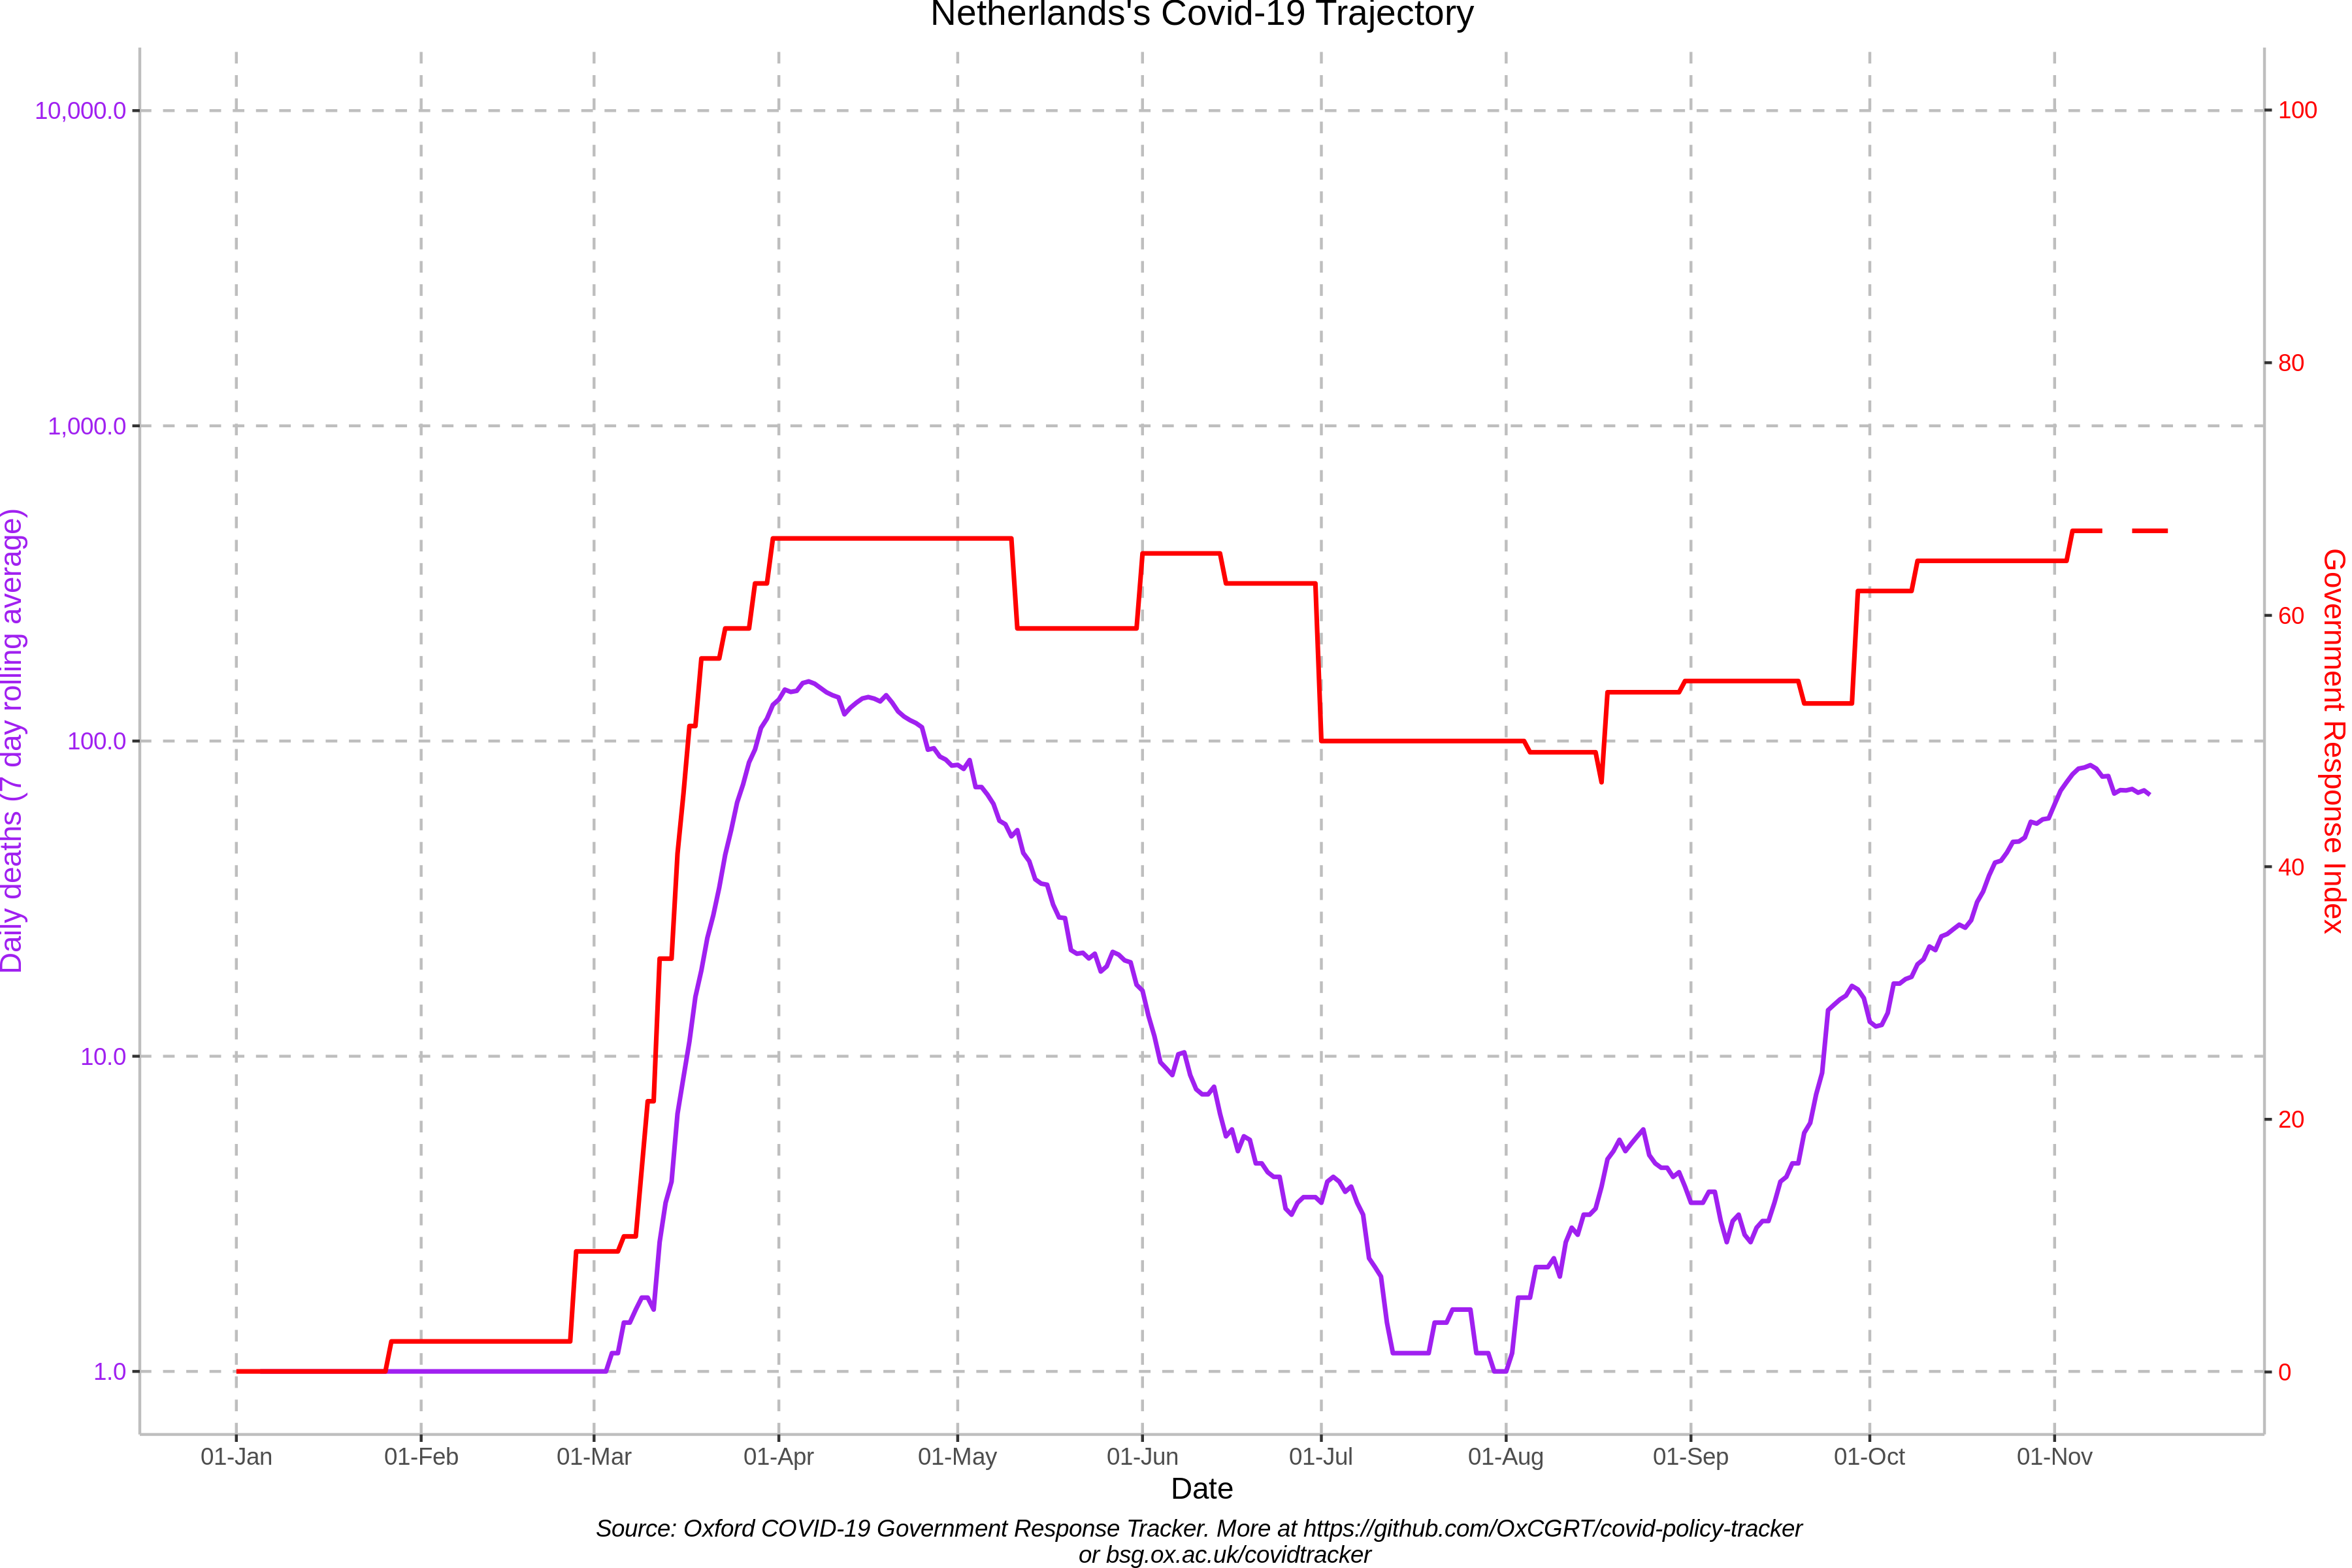 Netherlands's Covid-19 Trajectory
10,000.0
1,000.0
100.0
10.0
1.0
Daily deaths (7 day rolling average)
100
80
60
40
20
0
Government Response Index
01-Jan
01-Feb
01-Mar
01-Apr
01-May
01-Jun
01-Jul
01-Aug
01-Sep
01-Oct
01-Nov
Date
Source: Oxford COVID-19 Government Response Tracker. More at https://github.com/OxCGRT/covid-policy-tracker
or bsg.ox.ac.uk/covidtracker